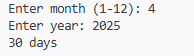 Enter month (1-12): 4
Enter year: 2025
30 days